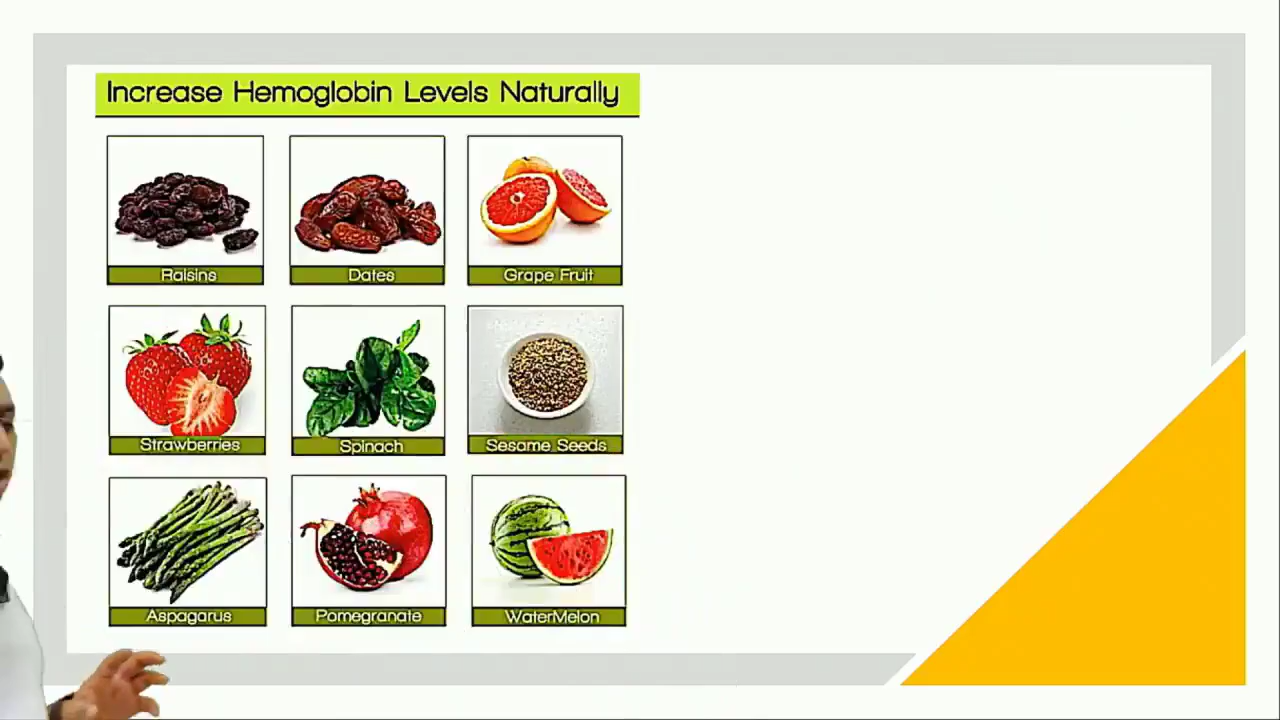 Increase Hemoglobin Levels Naturally
Raisins
Dates
Grape Fruit
Strawberries
Spinach
Sesame Seeds
Aspagarus
Pomegranate
WaterMelon